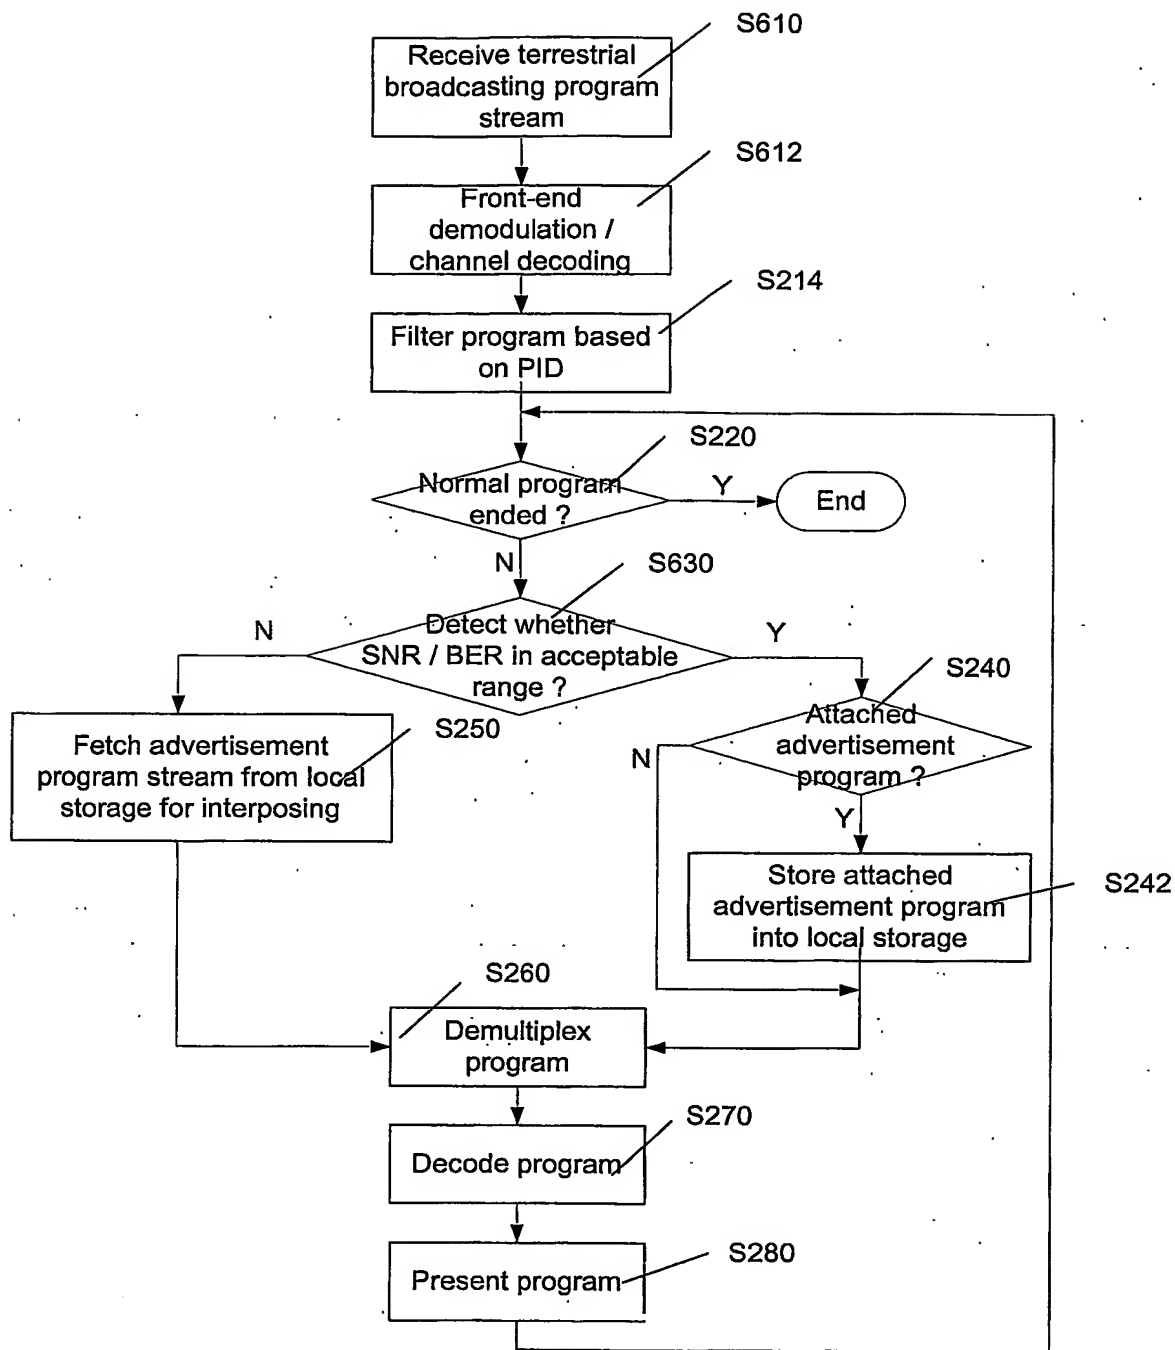 S610
Receive terrestrial
broadcasting program
stream
S612
Front-end
demodulation /
channel decoding
S214
Filter program based
on PID
S220
Normal program
ended ?
Y
End
N
S630
Detect whether
SNR / BER in acceptable
range ?
N
Y
S240
Attached
advertisement
program ?
N
Y
S250
Fetch advertisement
program stream from local
storage for interposing
Store attached
advertisement program
into local storage
S242
S260
Demultiplex
program
S270
Decode program
S280
Present program